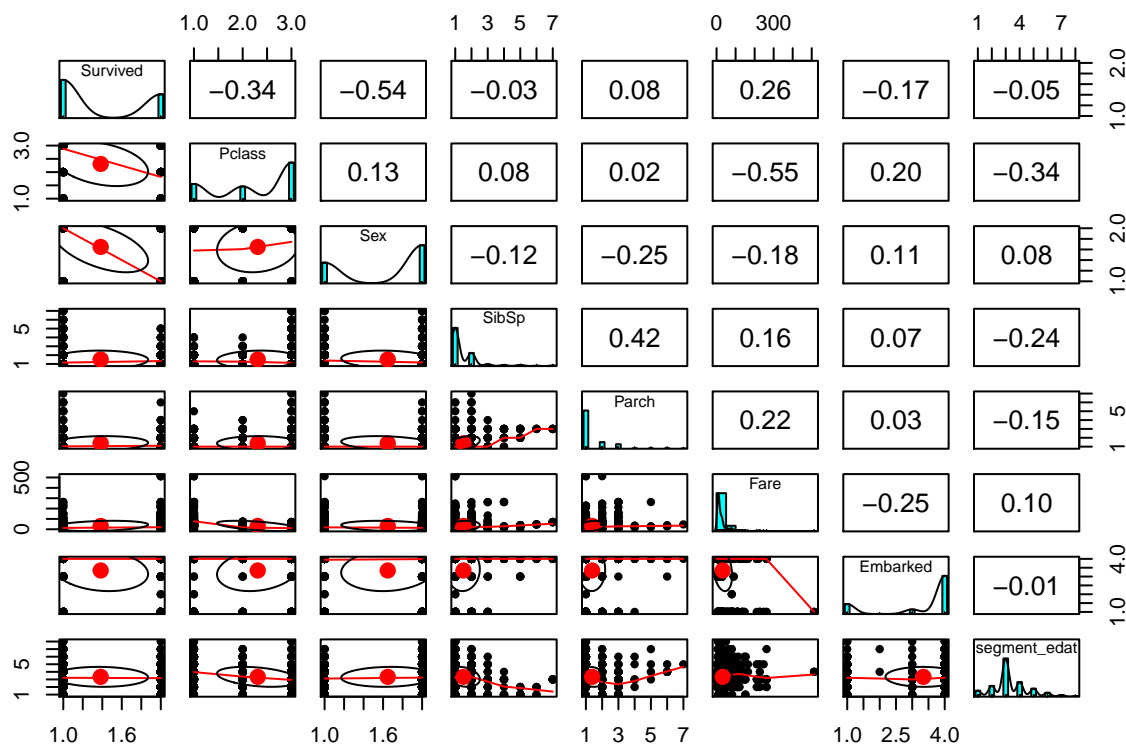 1.0 2.0 3.0 1 3 5 7 0 300 1 4 7
Survived −0.34 −0.54 −0.03 0.08 0.26 −0.17 −0.05 1.0 2.0
1.0 3.0 Pclass 0.13 0.08 0.02 −0.55 0.20 −0.34
Sex −0.12 −0.25 −0.18 0.11 0.08 1.0 2.0
1 5 SibSp 0.42 0.16 0.07 −0.24
Parch 0.22 0.03 −0.15 1 5
0 500 Fare −0.25 0.10
Embarked −0.01 1.0 4.0
1 5 segment_edat
1.0 1.6 1.0 1.6 1 3 5 7 1.0 2.5 4.0